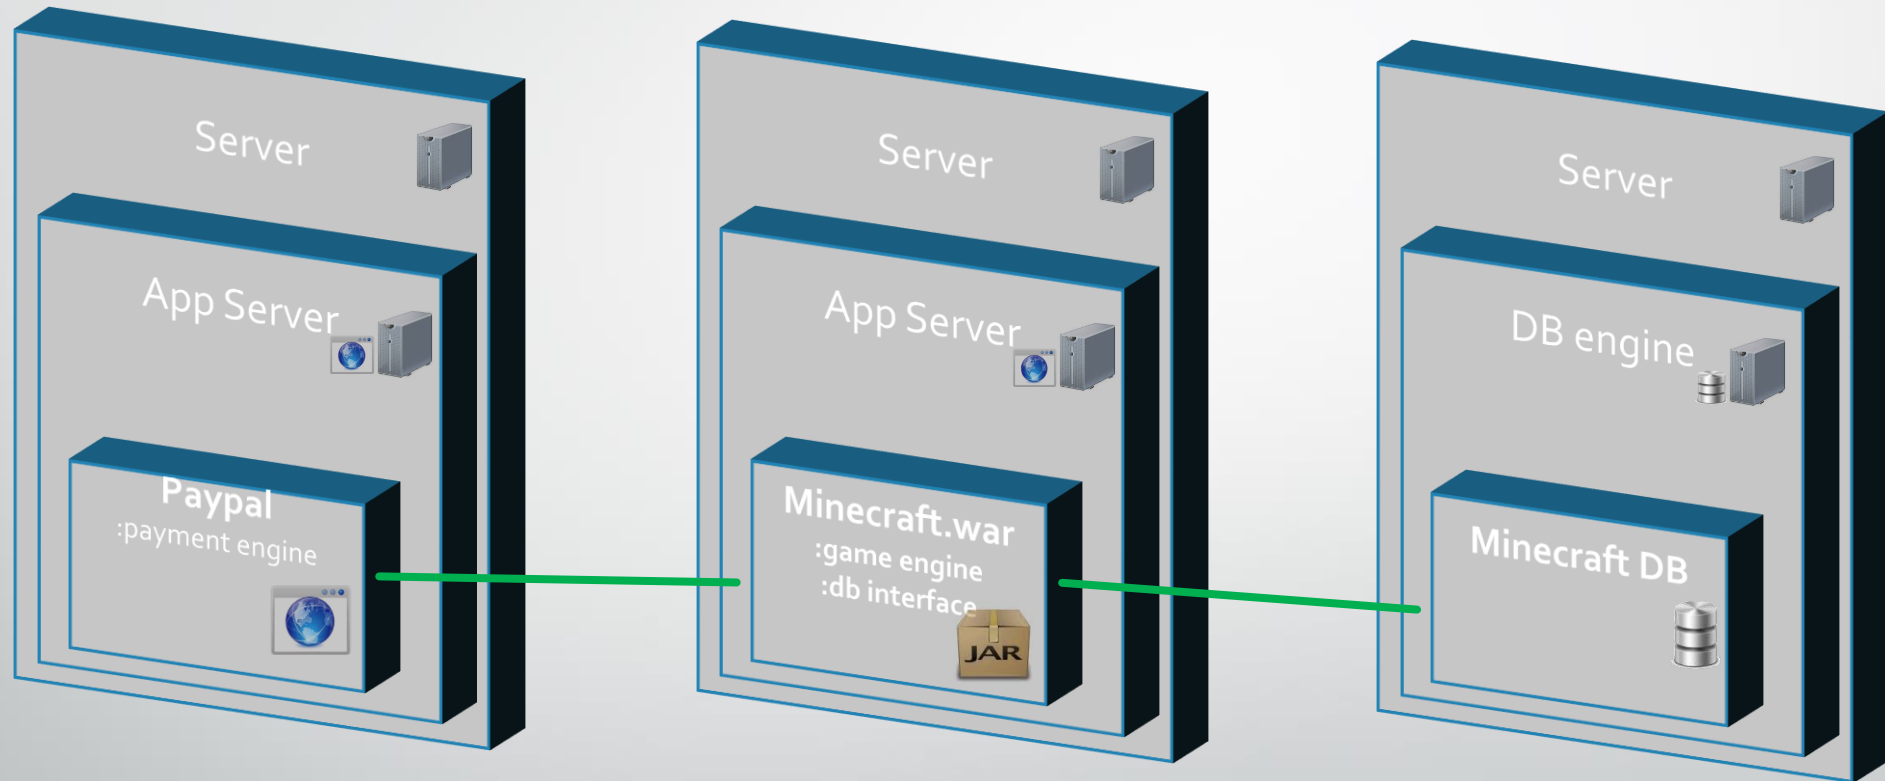 Server
App Server
Paypal
:payment engine
Server
App Server
Minecraft.war
:game engine
:db interface
JAR
Server
DB engine
Minecraft DB